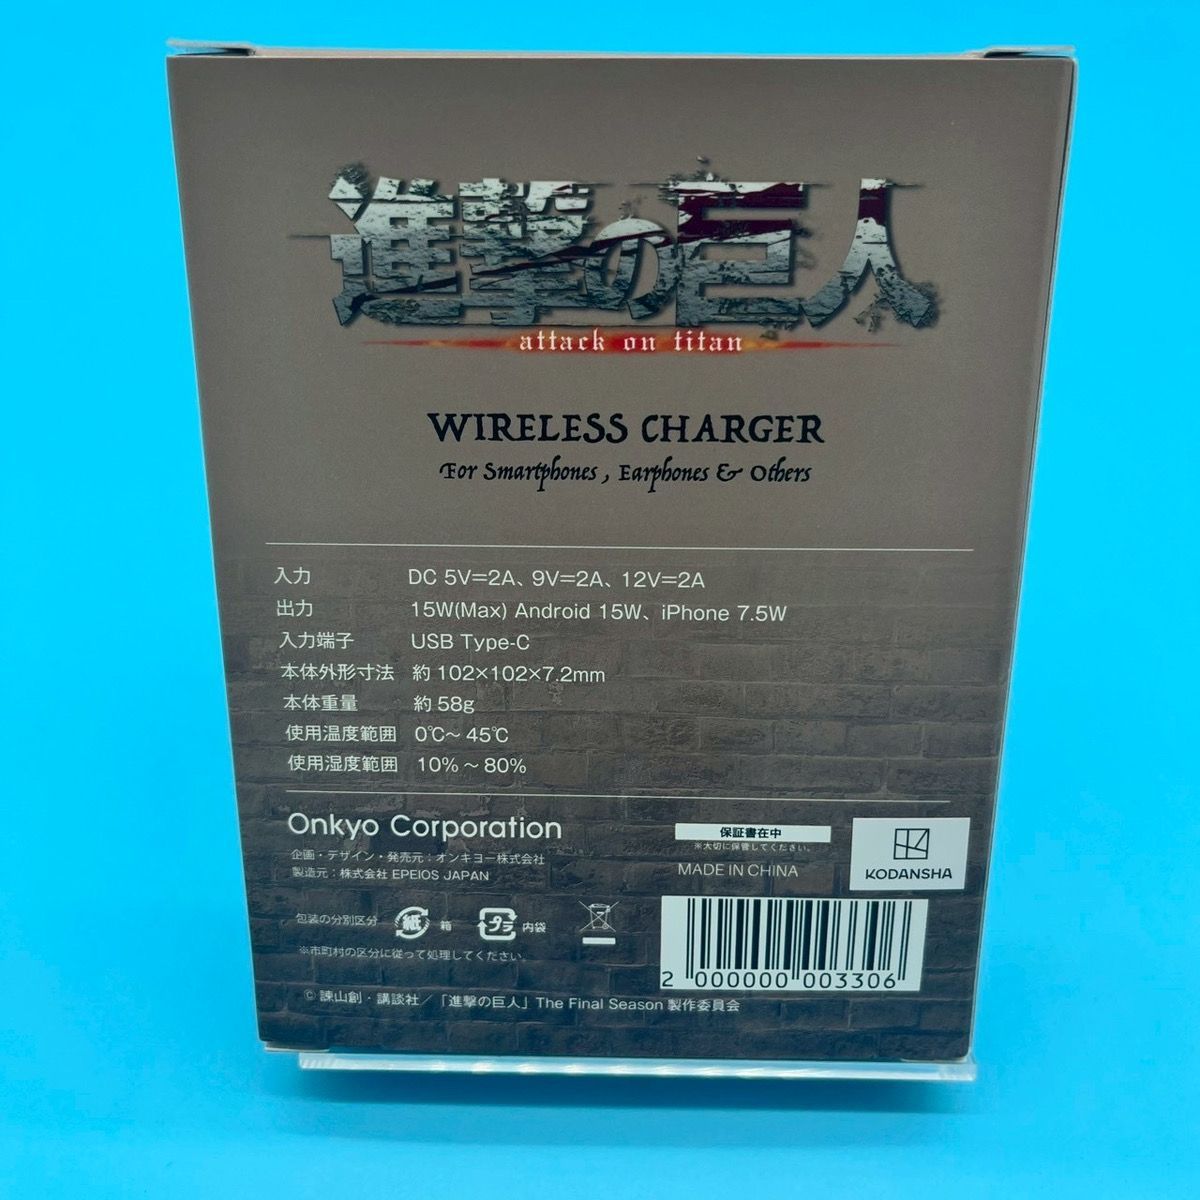 進撃の巨人
attack on titan
WIRELESS CHARGER
For Smartphones, Earphones & Others
入力 DC 5V=2A、9V=2A、12V=2A
出力 15W(Max) Android 15W、iPhone 7.5W
入力端子 USB Type-C
本体外形寸法 約102×102×7.2mm
本体重量 約58g
使用温度範囲 0℃~45℃
使用湿度範囲 10%~80%
Onkyo Corporation
企画・デザイン・発売元:オンキヨー株式会社
製造元:株式会社 EPEIOS JAPAN
保証書在中
※大切に保管してください。
MADE IN CHINA
KODANSHA
包装の分別区分 紙 箱 プラ 内袋
※市町村の区分に従って処理してください。
2 000000 003306
© 諫山創・講談社/「進撃の巨人」The Final Season 製作委員会